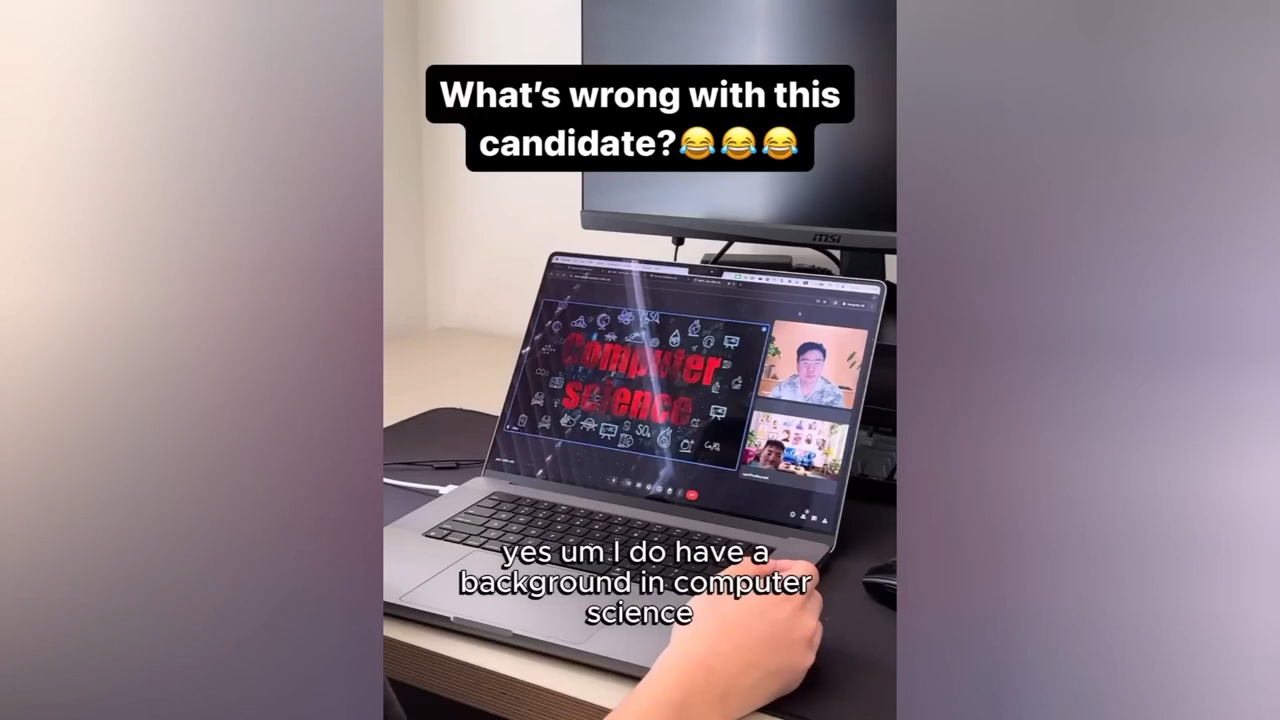 What's wrong with this
candidate?😂😂😂
msi
Computer
science
yes um I do have a
background in computer
science